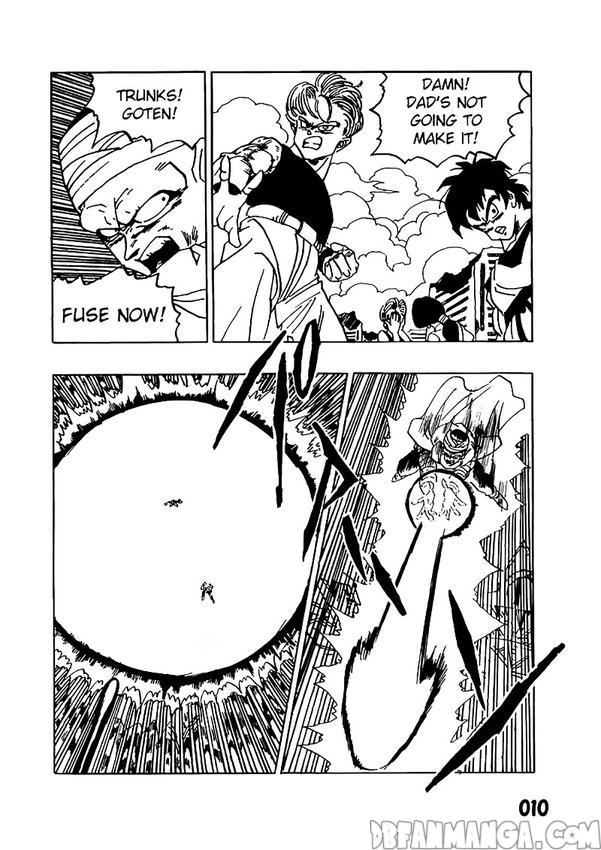 DAMN!
DAD'S NOT
GOING TO
MAKE IT!
TRUNKS!
GOTEN!
FUSE NOW!
010
DBFANMANGA.COM